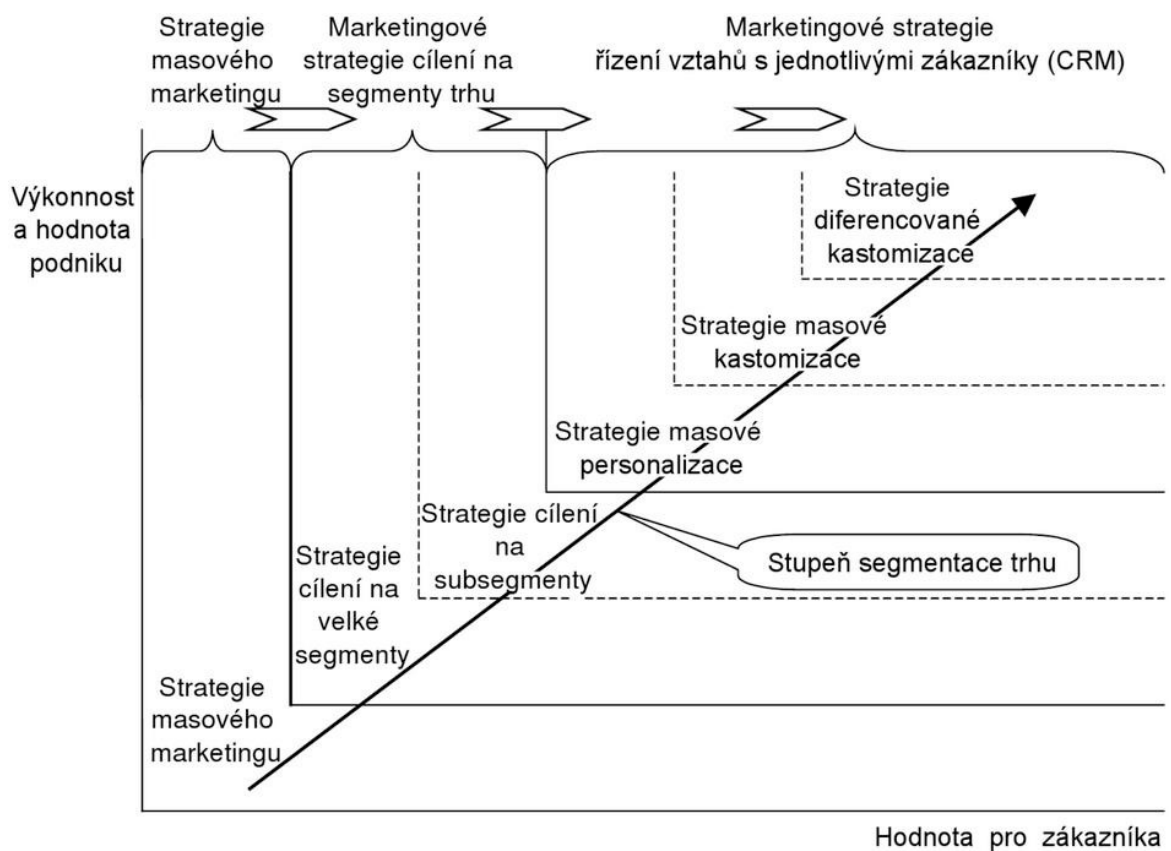 Strategie
masového
marketingu
Marketingové
strategie cílení na
segmenty trhu
Marketingové strategie
řízení vztahů s jednotlivými zákazníky (CRM)
Výkonnost
a hodnota
podniku
Strategie
diferencované
kastomizace
Strategie masové
kastomizace
Strategie masové
personalizace
Strategie cílení
na
subsegmenty
Stupeň segmentace trhu
Strategie
cílení na
velké
segmenty
Strategie
masového
marketingu
Hodnota pro zákazníka